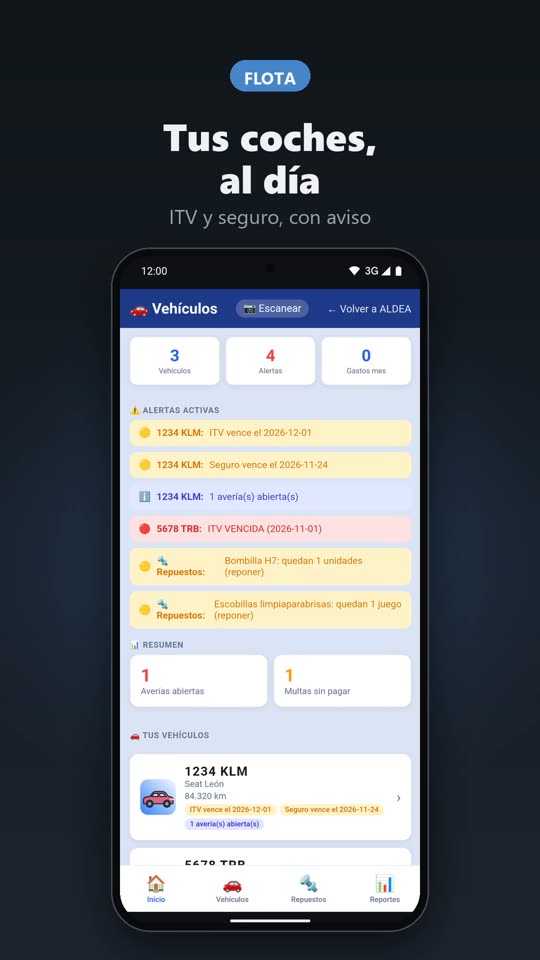 FLOTA
Tus coches,
al día
ITV y seguro, con aviso
12:00
3G
Vehículos
Escanear
← Volver a ALDEA
3
4
0
Vehículos
Alertas
Gastos mes
ALERTAS ACTIVAS
1234 KLM: ITV vence el 2026-12-01
1234 KLM: Seguro vence el 2026-11-24
1234 KLM: 1 avería(s) abierta(s)
5678 TRB: ITV VENCIDA (2026-11-01)
Repuestos: Bombilla H7: quedan 1 unidades
(reponer)
Repuestos: Escobillas limpiaparabrisas: quedan 1 juego
(reponer)
RESUMEN
1
Averías abiertas
1
Multas sin pagar
TUS VEHÍCULOS
1234 KLM
Seat León
84.320 km
ITV vence el 2026-12-01
Seguro vence el 2026-11-24
1 avería(s) abierta(s)
5678 TRB
Inicio
Vehículos
Repuestos
Reportes